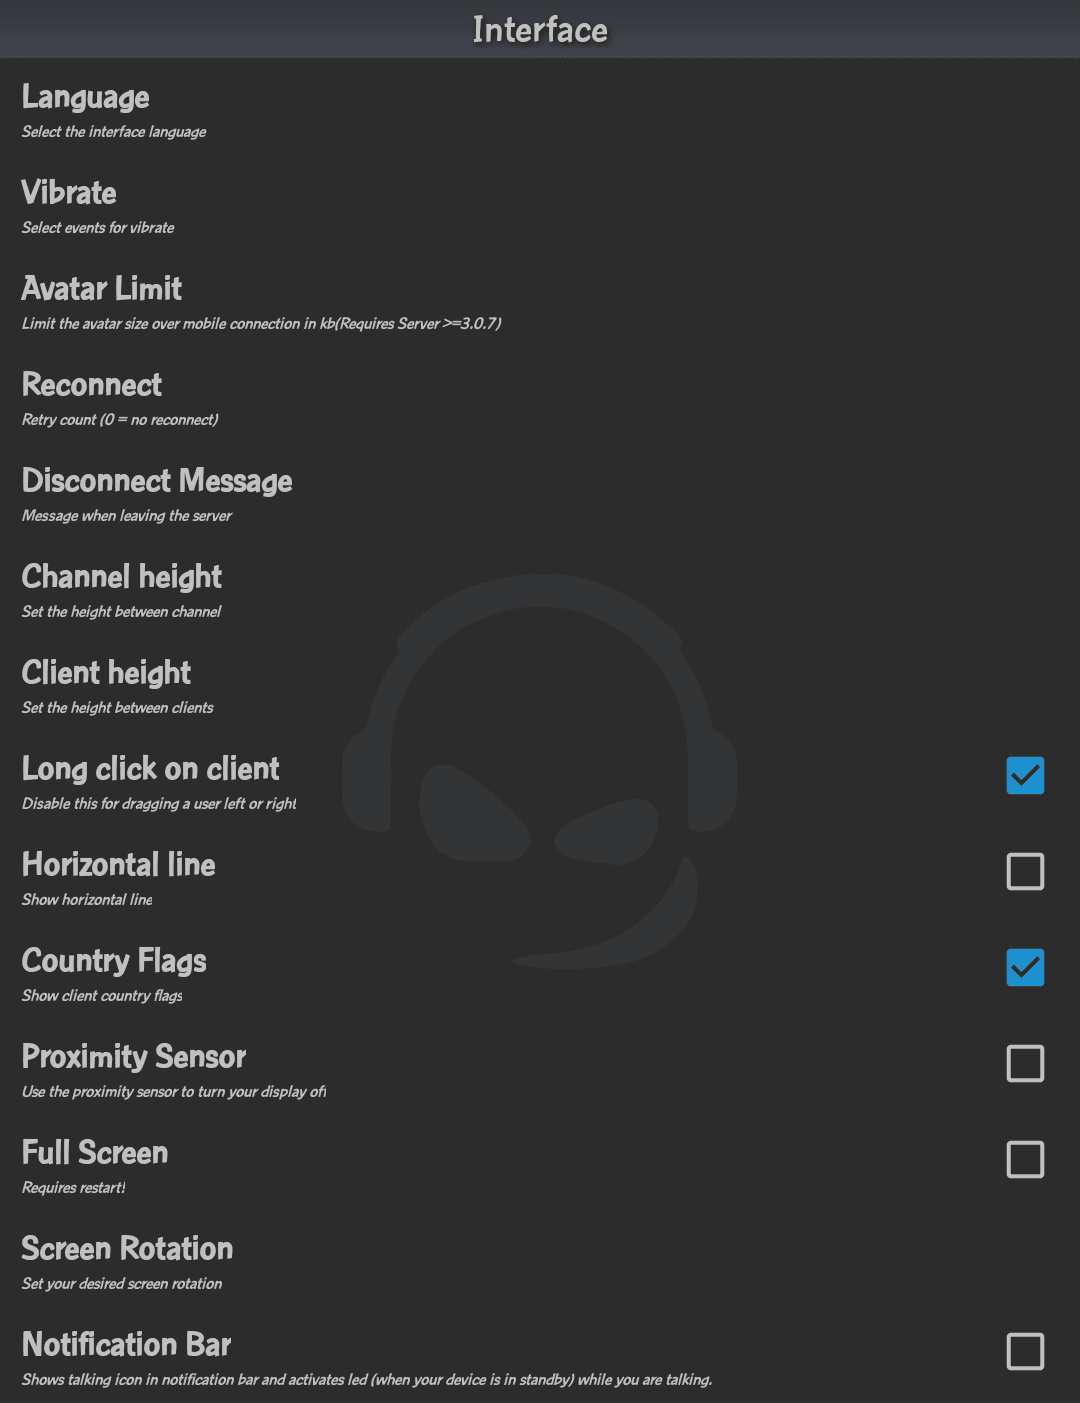 Interface
Language
Select the interface language
Vibrate
Select events for vibrate
Avatar Limit
Limit the avatar size over mobile connection in kb(Requires Server >=3.0.7)
Reconnect
Retry count (0 = no reconnect)
Disconnect Message
Message when leaving the server
Channel height
Set the height between channel
Client height
Set the height between clients
Long click on client
Disable this for dragging a user left or right
Horizontal line
Show horizontal line
Country Flags
Show client country flags
Proximity Sensor
Use the proximity sensor to turn your display off
Full Screen
Requires restart!
Screen Rotation
Set your desired screen rotation
Notification Bar
Shows talking icon in notification bar and activates led (when your device is in standby) while you are talking.